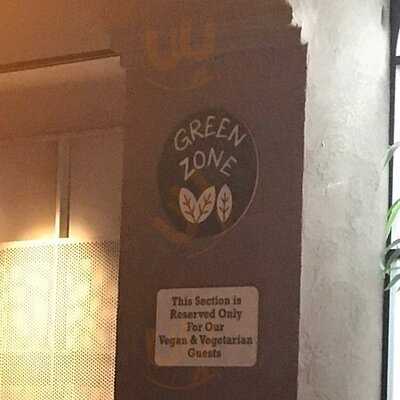 GREEN
ZONE
This Section is
Reserved Only
For Our
Vegan & Vegetarian
Guests